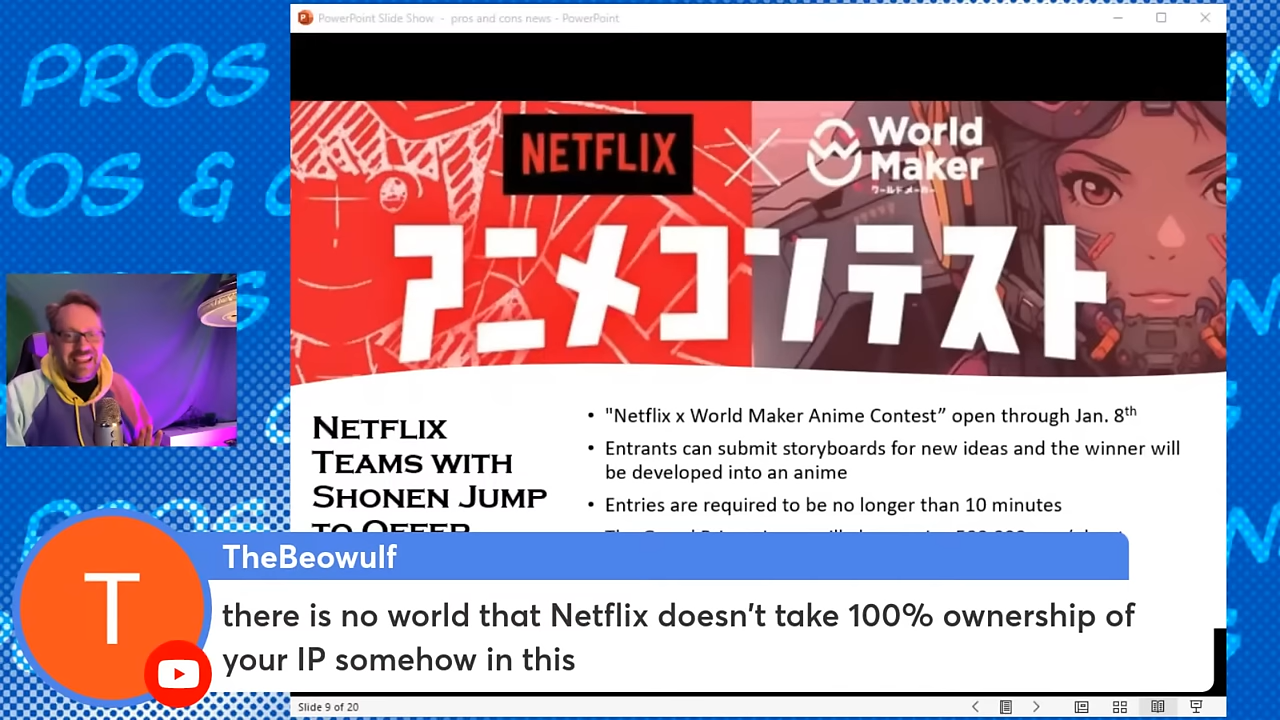 PowerPoint Slide Show - pros and cons news - PowerPoint
PROS
OS & C
NETFLIX
World
Maker
ワールドメーカー
アニメコンテスト
NETFLIX
TEAMS WITH
SHONEN JUMP
TO OFFER
• "Netflix x World Maker Anime Contest” open through Jan. 8th
• Entrants can submit storyboards for new ideas and the winner will
be developed into an anime
• Entries are required to be no longer than 10 minutes
T
TheBeowulf
there is no world that Netflix doesn't take 100% ownership of
your IP somehow in this
Slide 9 of 20